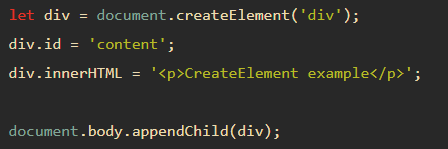 let div = document.createElement('div');
div.id = 'content';
div.innerHTML = '<p>CreateElement example</p>';
document.body.appendChild(div);